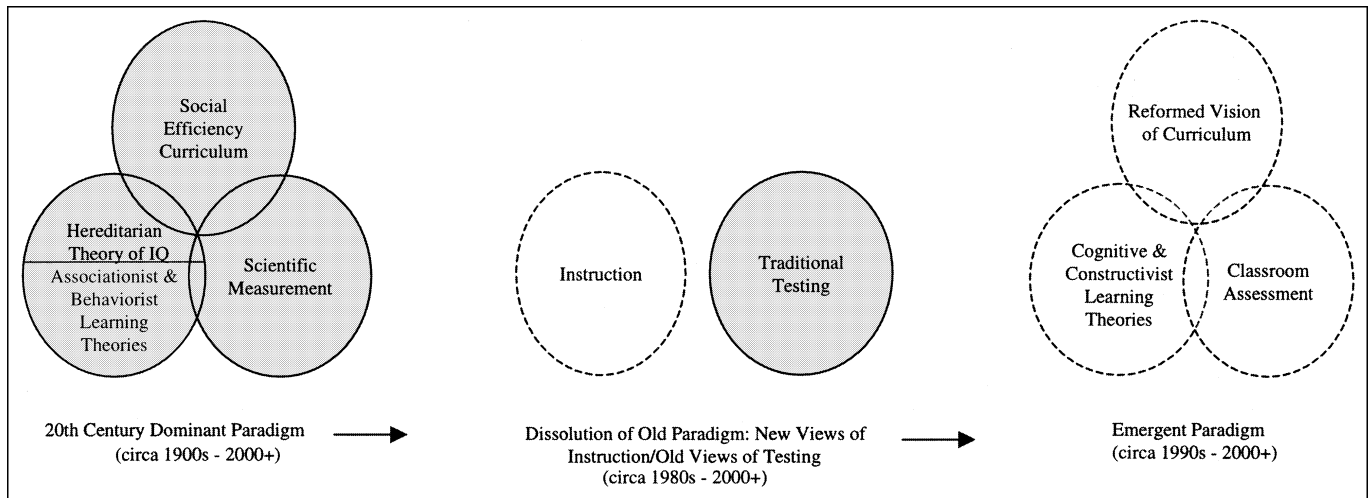 Social
Efficiency
Curriculum
Hereditarian
Theory of IQ
Associationist &
Behaviorist
Learning
Theories
Scientific
Measurement
20th Century Dominant Paradigm
(circa 1900s - 2000+)
Instruction
Traditional
Testing
Dissolution of Old Paradigm: New Views of
Instruction/Old Views of Testing
(circa 1980s - 2000+)
Reformed Vision
of Curriculum
Cognitive &
Constructivist
Learning
Theories
Classroom
Assessment
Emergent Paradigm
(circa 1990s - 2000+)